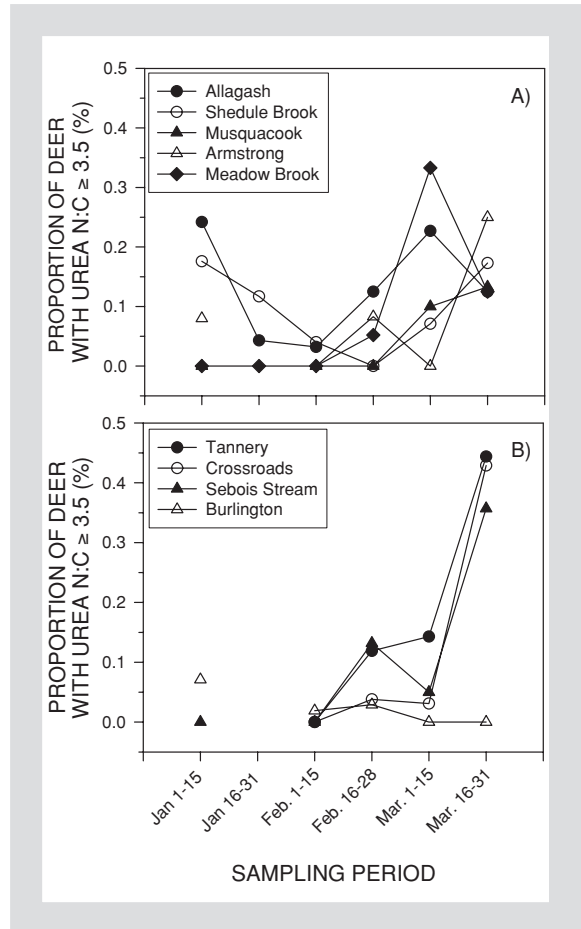 PROPORTION OF DEER
WITH UREA N:C ≥ 3.5 (%)
0.5
0.4
0.3
0.2
0.1
0.0
Allagash
Shedule Brook
Musquacook
Armstrong
Meadow Brook
A)
PROPORTION OF DEER
WITH UREA N:C ≥ 3.5 (%)
0.5
0.4
0.3
0.2
0.1
0.0
Tannery
Crossroads
Sebois Stream
Burlington
B)
Jan 1-15
Jan 16-31
Feb. 1-15
Feb. 16-28
Mar. 1-15
Mar. 16-31
SAMPLING PERIOD